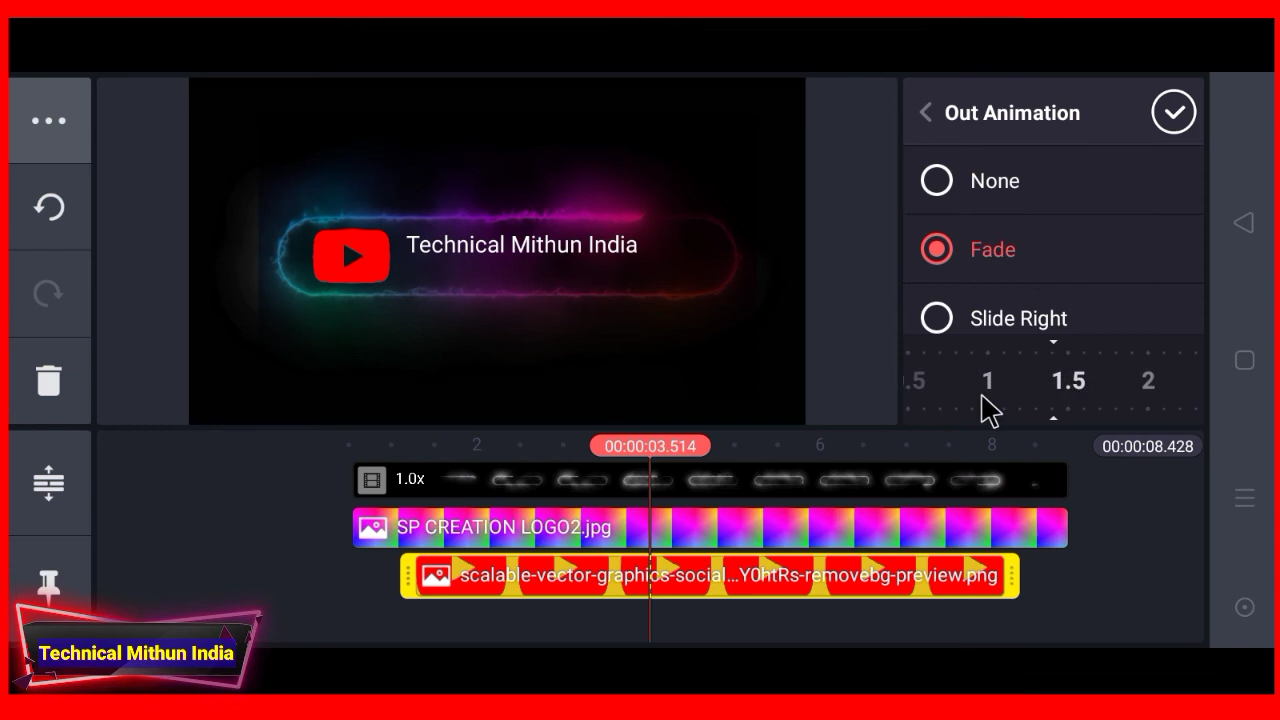 Out Animation
None
Fade
Slide Right
.5 1 1.5 2
Technical Mithun India
2 00:00:03.514 6 8 00:00:08.428
1.0x
SP CREATION LOGO2.jpg
scalable-vector-graphics-social...Y0htRs-removebg-preview.png
Technical Mithun India